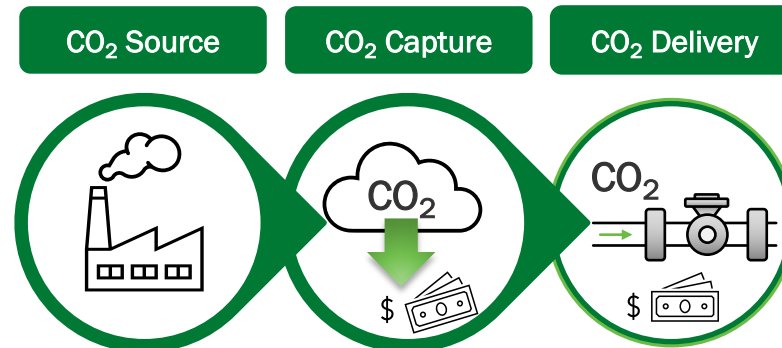 CO₂ Source
CO₂ Capture
CO₂ Delivery
CO₂
$
CO₂
$